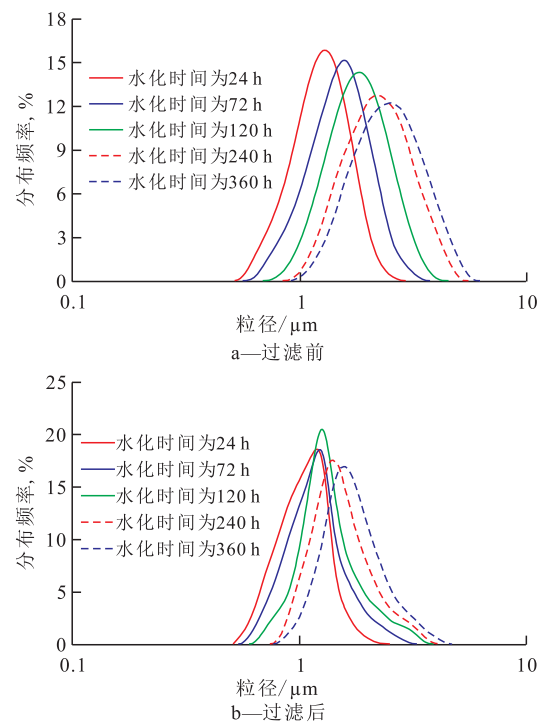 18
15
12
9
6
3
0
分布频率, %
水化时间为24 h
水化时间为72 h
水化时间为120 h
水化时间为240 h
水化时间为360 h
0.1 1 10
粒径/μm
a—过滤前
25
20
15
10
5
0
分布频率, %
水化时间为24 h
水化时间为72 h
水化时间为120 h
水化时间为240 h
水化时间为360 h
0.1 1 10
粒径/μm
b—过滤后